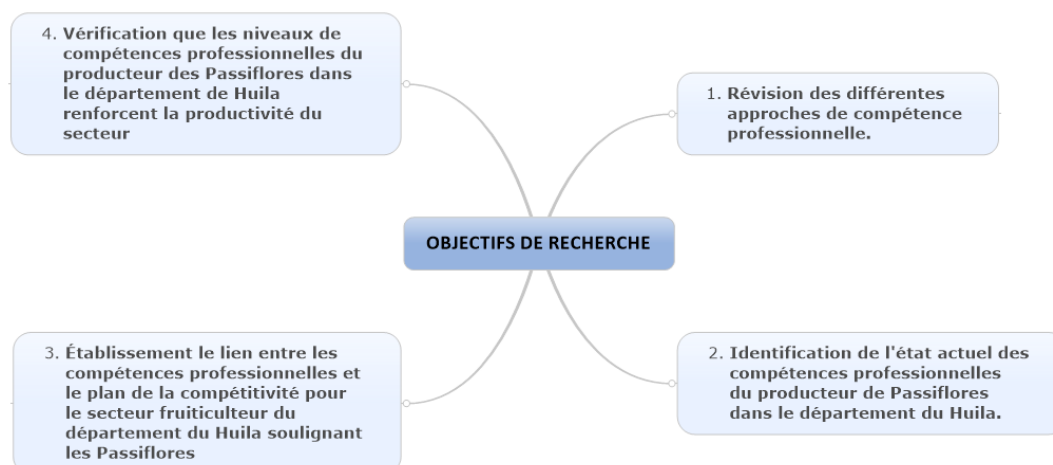 OBJECTIFS DE RECHERCHE
1. Révision des différentes
approches de compétence
professionnelle.
2. Identification de l'état actuel des
compétences professionnelles
du producteur de Passiflores
dans le département du Huila.
3. Établissement le lien entre les
compétences professionnelles et
le plan de la compétitivité pour
le secteur fruiticulteur du
département du Huila soulignant
les Passiflores
4. Vérification que les niveaux de
compétences professionnelles du
producteur des Passiflores dans
le département de Huila
renforcent la productivité du
secteur